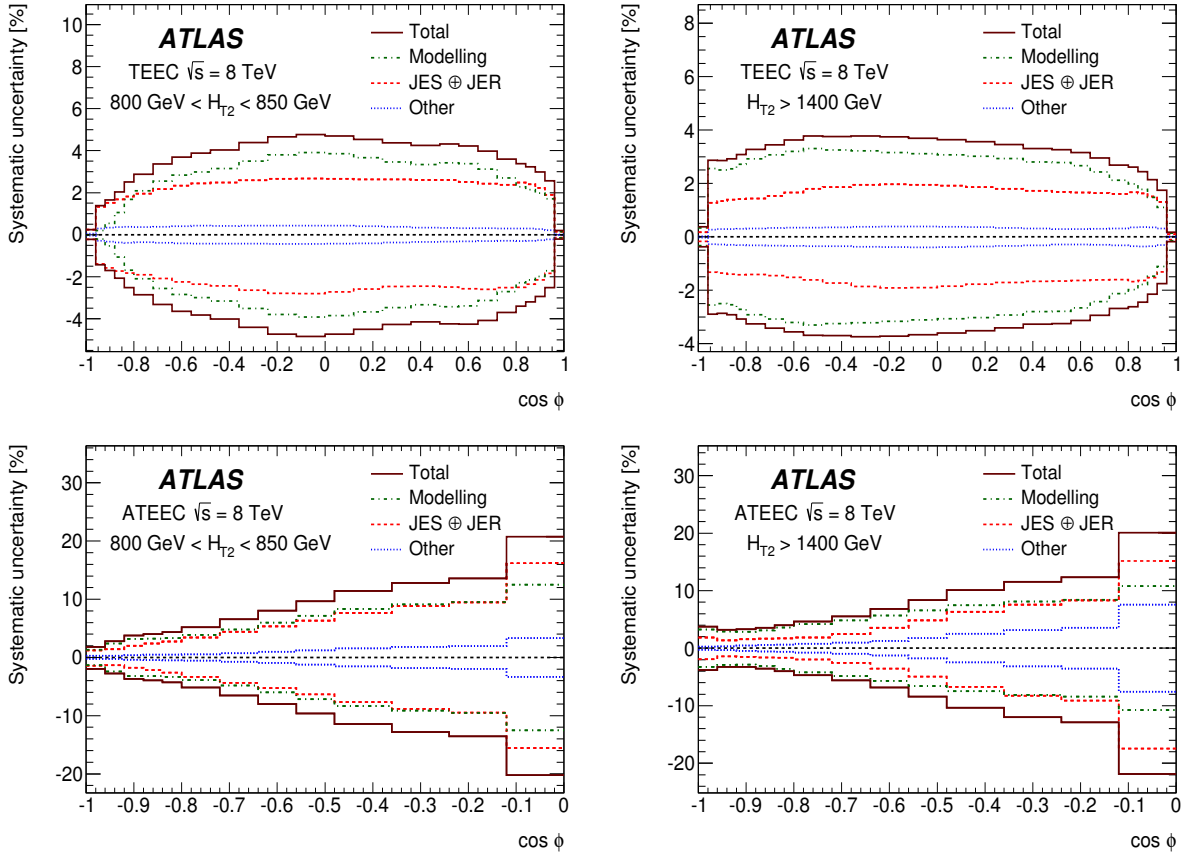 Systematic uncertainty [%]
10
8
6
4
2
0
-2
-4
ATLAS
TEEC √s = 8 TeV
800 GeV < H_T2 < 850 GeV
Total
Modelling
JES ⊕ JER
Other
-1 -0.8 -0.6 -0.4 -0.2 0 0.2 0.4 0.6 0.8 1
cos ϕ
Systematic uncertainty [%]
8
6
4
2
0
-2
-4
ATLAS
TEEC √s = 8 TeV
H_T2 > 1400 GeV
Total
Modelling
JES ⊕ JER
Other
-1 -0.8 -0.6 -0.4 -0.2 0 0.2 0.4 0.6 0.8 1
cos ϕ
Systematic uncertainty [%]
30
20
10
0
-10
-20
ATLAS
ATEEC √s = 8 TeV
800 GeV < H_T2 < 850 GeV
Total
Modelling
JES ⊕ JER
Other
-1 -0.9 -0.8 -0.7 -0.6 -0.5 -0.4 -0.3 -0.2 -0.1 0
cos ϕ
Systematic uncertainty [%]
30
20
10
0
-10
-20
ATLAS
ATEEC √s = 8 TeV
H_T2 > 1400 GeV
Total
Modelling
JES ⊕ JER
Other
-1 -0.9 -0.8 -0.7 -0.6 -0.5 -0.4 -0.3 -0.2 -0.1 0
cos ϕ